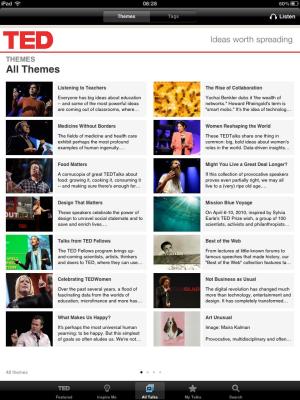 iPad
08:28
86%
Themes
Tags
Listen
TED
Ideas worth spreading
THEMES
All Themes
Listening to Teachers
Everyone has big ideas about education
-- and some of the most powerful ideas
are coming out of classrooms, where...
The Rise of Collaboration
Yochai Benkler dubs it 'the wealth of
networks." Howard Rheingold's term is
"smart mobs." It's the idea of technolog...
Medicine Without Borders
The fields of medicine and health care
exhibit perhaps the most profound
examples of human ingenuity...
Women Reshaping the World
These TEDTalks share one thing in
common: big, bold ideas about women's
role in the world. Data-driven insights...
Food Matters
A cornucopia of great TEDTalks about
food: growing it, cooking it, consuming it
-- and making sure there's enough for...
Might You Live a Great Deal Longer?
If this collection of provocative speakers
proves even partially right, we may all
live to a (very) ripe old age...
Design That Matters
These speakers celebrate the power of
design to unravel social stalemate and to
save and enrich lives...
Mission Blue Voyage
On April 6-10, 2010, inspired by Sylvia
Earle's TED Prize wish, a group of 100
scientists, activists and philanthropists...
Talks from TED Fellows
The TED Fellows program brings up-
and-coming scientists, artists, thinkers
and doers to TED, where they can use...
Best of the Web
From lectures at little-known forums to
famous speeches that made history, our
"Best of the Web" collection features ta...
Celebrating TEDWomen
Over the past several years, a flood of
fascinating data from the worlds of
education, microfinance and more has...
Not Business as Usual
The digital revolution has changed much
more than technology, entertainment and
design. It has completely transformed...
What Makes Us Happy?
It's perhaps the most universal human
yearning: to be happy. But this simplest
of goals so often eludes us. We're not...
Art Unusual
Image: Maira Kalman
Provocative, multidisciplinary and often...
All themes
TED
Featured
Inspire Me
All Talks
My Talks
Search